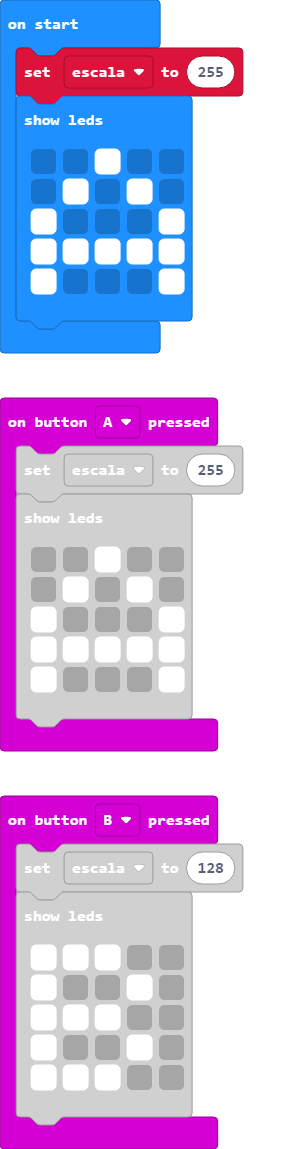 on start
set escala to 255
show leds
on button A pressed
set escala to 255
show leds
on button B pressed
set escala to 128
show leds